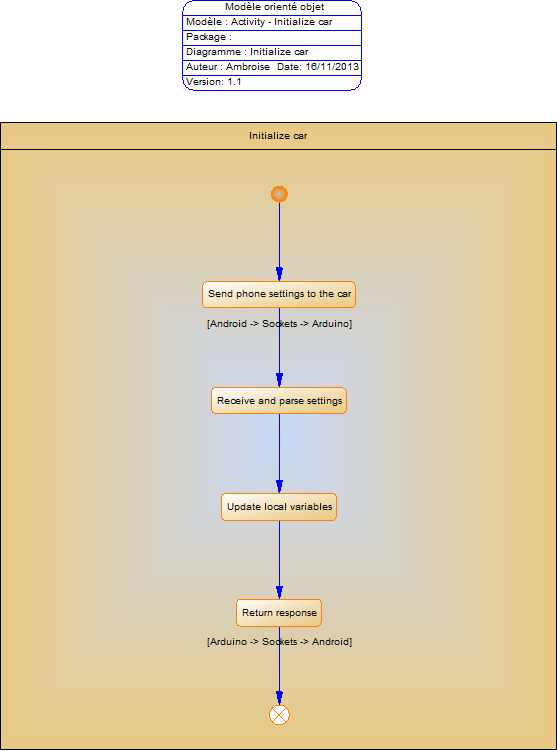 Modèle orienté objet
Modèle : Activity - Initialize car
Package :
Diagramme : Initialize car
Auteur : Ambroise  Date: 16/11/2013
Version: 1.1
Initialize car
Send phone settings to the car
[Android -> Sockets -> Arduino]
Receive and parse settings
Update local variables
Return response
[Arduino -> Sockets -> Android]